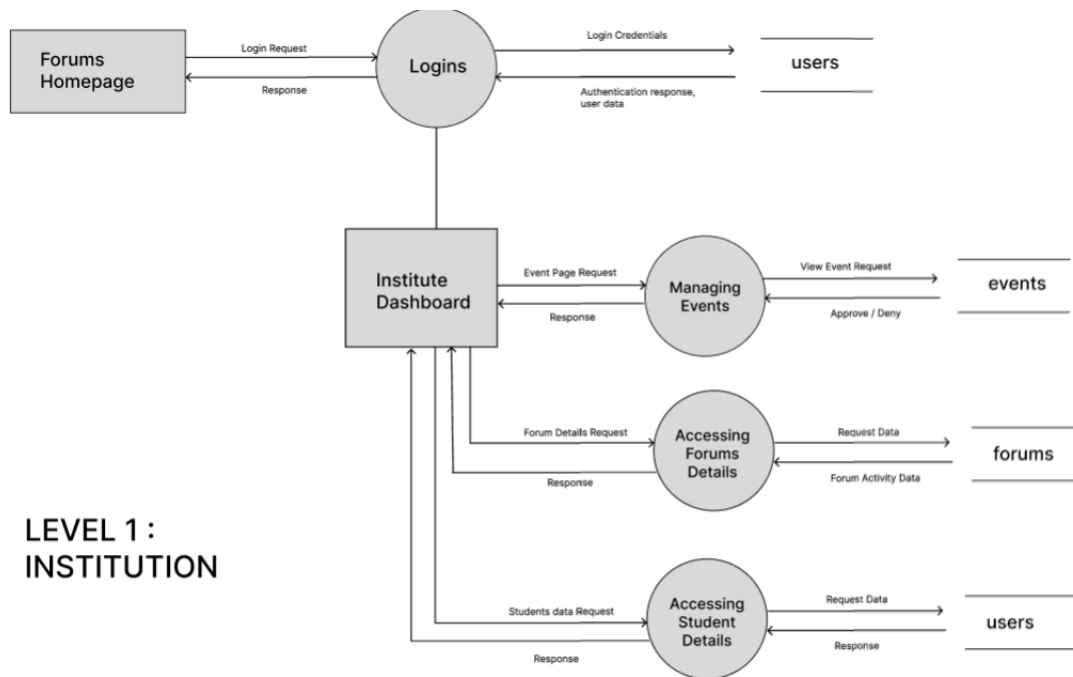 Forums
Homepage
Login Request
Response
Logins
Login Credentials
Authentication response,
user data
users
Institute
Dashboard
Event Page Request
Response
Managing
Events
View Event Request
Approve / Deny
events
Forum Details Request
Response
Accessing
Forums
Details
Request Data
Forum Activity Data
forums
LEVEL 1 :
INSTITUTION
Students data Request
Response
Accessing
Student
Details
Request Data
Response
users